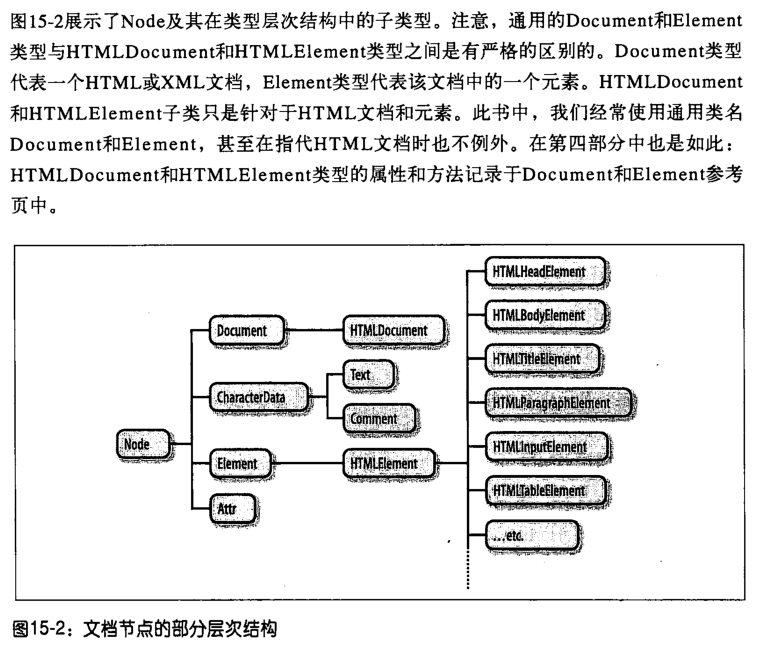 图15-2展示了Node及其在类型层次结构中的子类型。注意，通用的Document和Element
类型与HTMLDocument和HTMLElement类型之间是有严格的区别的。Document类型
代表一个HTML或XML文档，Element类型代表该文档中的一个元素。HTMLDocument
和HTMLElement子类只是针对于HTML文档和元素。此书中，我们经常使用通用类名
Document和Element，甚至在指代HTML文档时也不例外。在第四部分中也是如此：
HTMLDocument和HTMLElement类型的属性和方法记录于Document和Element参考
页中。
HTMLHeadElement
HTMLBodyElement
Document
HTMLDocument
HTMLTitleElement
Text
CharacterData
HTMLParagraphElement
Comment
Node
HTMLInputElement
Element
HTMLElement
HTMLTableElement
Attr
...etc.
图15-2：文档节点的部分层次结构